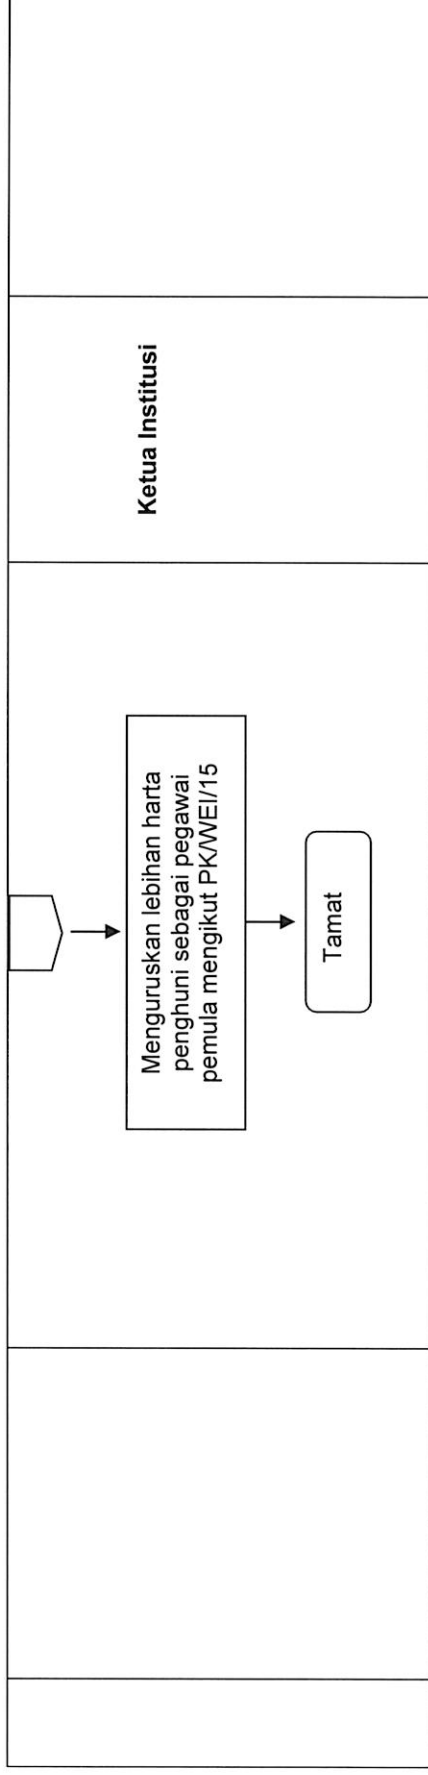 Menguruskan lebihan harta
penghuni sebagai pegawai
pemula mengikut PK/WEI/15
Tamat
Ketua Institusi